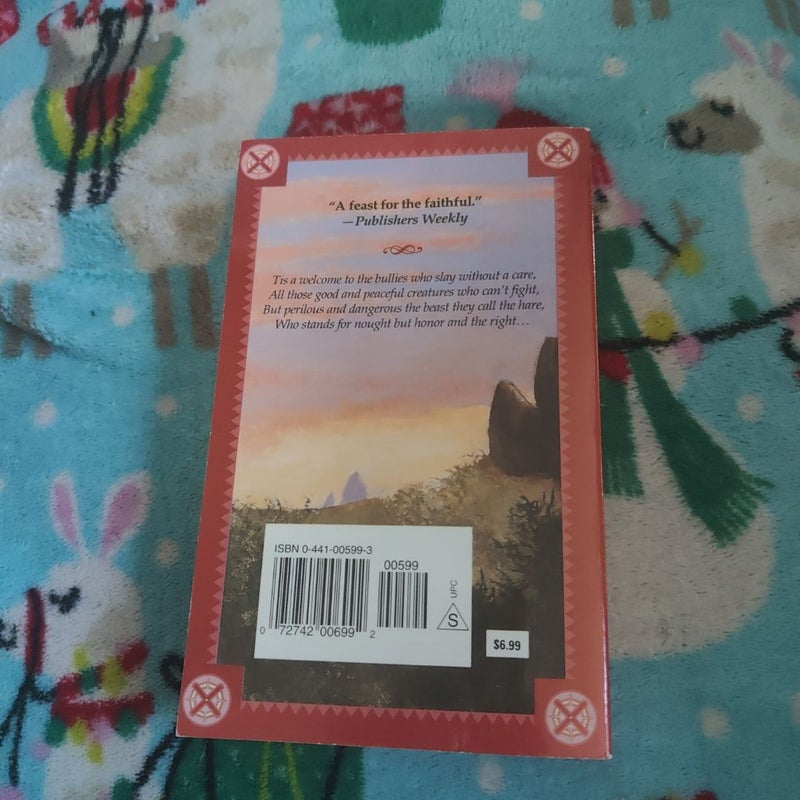 “A feast for the faithful.”
—Publishers Weekly
Tis a welcome to the bullies who slay without a care,
All those good and peaceful creatures who can't fight,
But perilous and dangerous the beast they call the hare,
Who stands for nought but honor and the right…
ISBN 0-441-00599-3
00599
UPC
S
0 72742 00699 2
$6.99